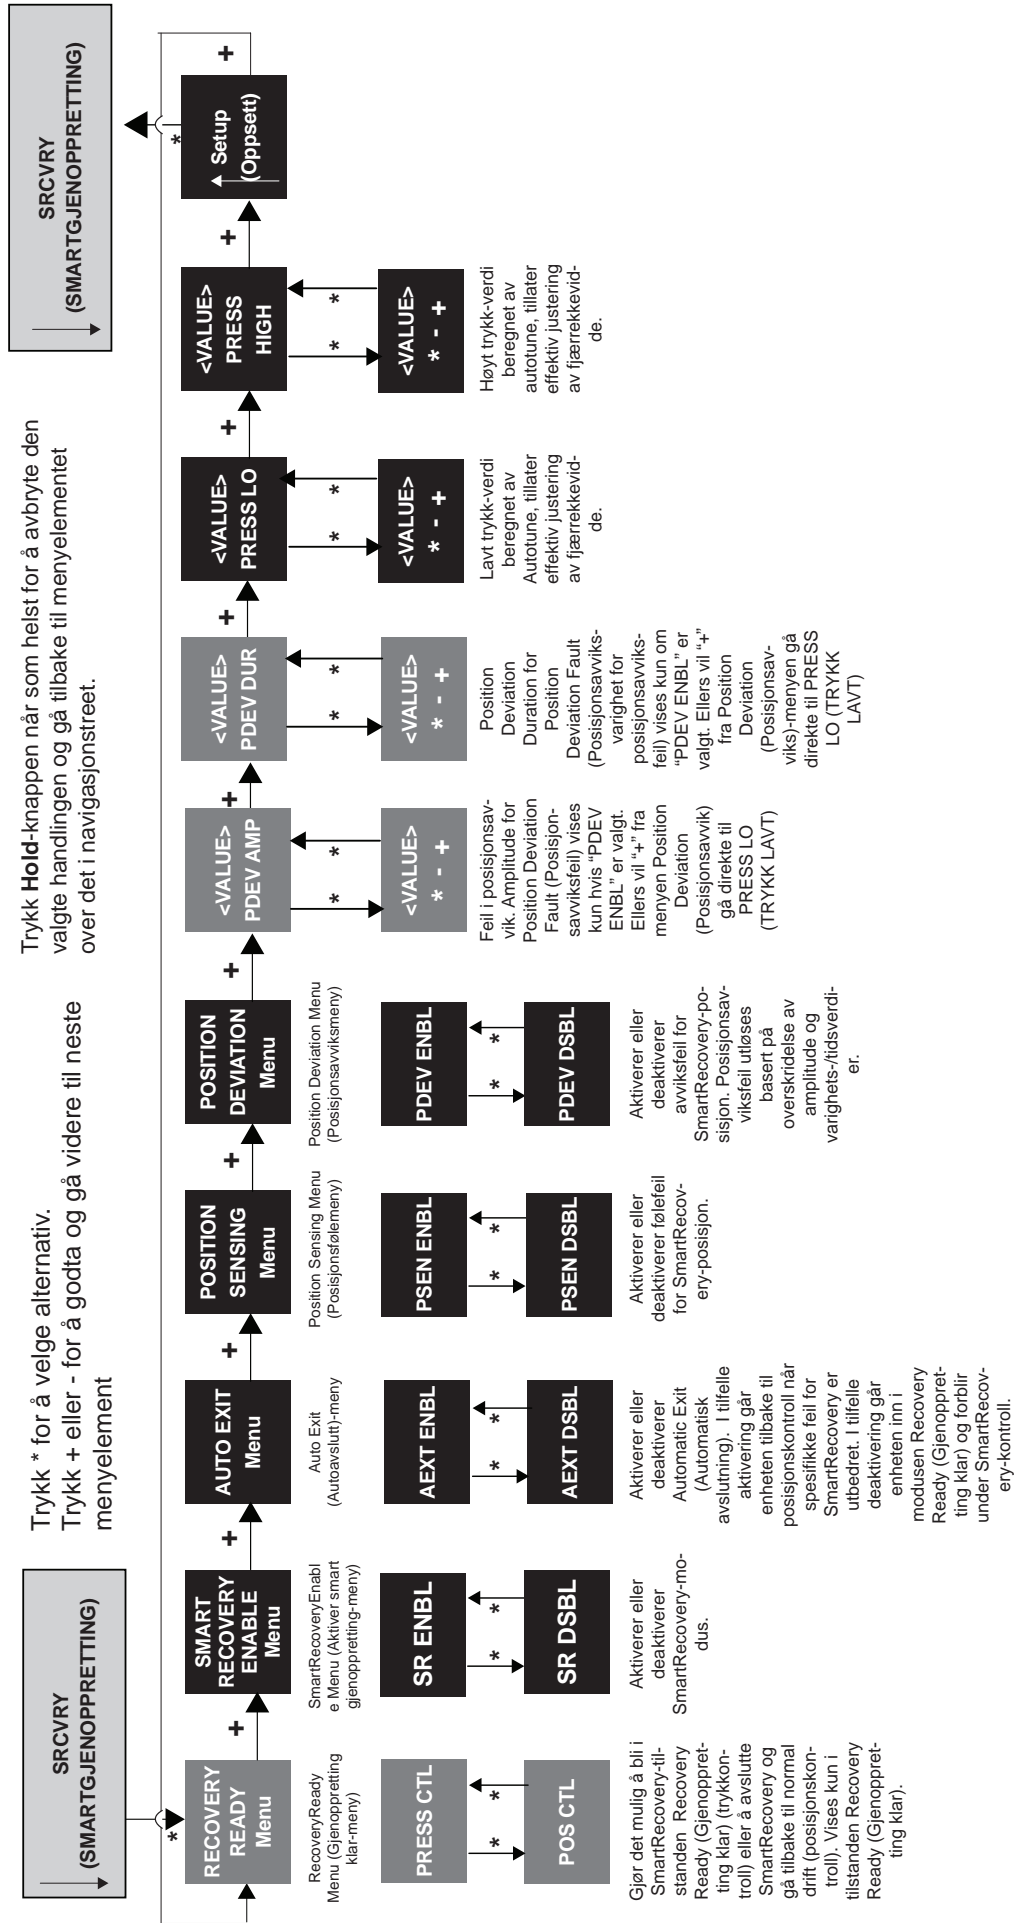 SRCVRY
(SMARTGJENOPPRETTING)
Trykk * for å velge alternativ.
Trykk + eller - for å godta og gå videre til neste
menyelement
Trykk Hold-knappen når som helst for å avbryte den
valgte handlingen og gå tilbake til menyelementet
over det i navigasjonstreet.
SRCVRY
(SMARTGJENOPPRETTING)
*
*
RECOVERY
READY
Menu
+
SMART
RECOVERY
ENABLE
Menu
+
AUTO EXIT
Menu
+
POSITION
SENSING
Menu
+
POSITION
DEVIATION
Menu
+
<VALUE>
PDEV AMP
+
<VALUE>
PDEV DUR
+
<VALUE>
PRESS LO
+
<VALUE>
PRESS
HIGH
+
Setup
(Oppsett)
+
RecoveryReady
Menu (Gjenoppretting
klar-meny)
SmartRecoveryEnabl
e Menu (Aktiver smart
gjenoppretting-meny)
Auto Exit
(Autoavslutt)-meny
Position Sensing Menu
(Posisjonsfølemeny)
Position Deviation Menu
(Posisjonsavviksmeny)
PRESS CTL
* *
POS CTL
SR ENBL
* *
SR DSBL
AEXT ENBL
* *
AEXT DSBL
PSEN ENBL
* *
PSEN DSBL
PDEV ENBL
* *
PDEV DSBL
* *
<VALUE>
* - +
* *
<VALUE>
* - +
* *
<VALUE>
* - +
* *
<VALUE>
* - +
Gjør det mulig å bli i
SmartRecovery-til-
standen  Recovery
Ready (Gjenoppret-
ting klar) (trykkon-
troll) eller å avslutte
SmartRecovery og
gå tilbake til normal
drift (posisjonskon-
troll). Vises kun i
tilstanden Recovery
Ready (Gjenoppret-
ting klar).
Aktiverer eller
deaktiverer
SmartRecovery-mo-
dus.
Aktiverer eller
deaktiverer
Automatic Exit
(Automatisk
avslutning).  I tilfelle
aktivering går
enheten tilbake til
posisjonskontroll når
spesifikke feil for
SmartRecovery er
utbedret. I tilfelle
deaktivering går
enheten inn i
modusen Recovery
Ready (Gjenoppret-
ting klar) og forblir
under SmartRecov-
ery-kontroll.
Aktiverer eller
deaktiverer følefeil
for SmartRecov-
ery-posisjon.
Aktiverer eller
deaktiverer
avviksfeil for
SmartRecovery-po-
sisjon. Posisjonsav-
viksfeil utløses
basert på
overskridelse av
amplitude og
varighets-/tidsverdi-
er.
Feil i posisjonsav-
vik. Amplitude for
Position Deviation
Fault (Posisjon-
savviksfeil) vises
kun hvis “PDEV
ENBL” er valgt.
Ellers vil “+” fra
menyen Position
Deviation
(Posisjonsavvik)
gå direkte til
PRESS LO
(TRYKK LAVT)
Position
Deviation
Duration for
Position
Deviation Fault
(Posisjonsavviks-
varighet for
posisjonsavviks-
feil) vises kun om
“PDEV ENBL” er
valgt. Ellers vil “+”
fra Position
Deviation
(Posisjonsav-
viks)-menyen gå
direkte til PRESS
LO (TRYKK
LAVT)
Lavt trykk-verdi
beregnet av
Autotune, tillater
effektiv justering
av fjærrekkevid-
de.
Høyt trykk-verdi
beregnet av
autotune, tillater
effektiv justering
av fjærrekkevid-
de.